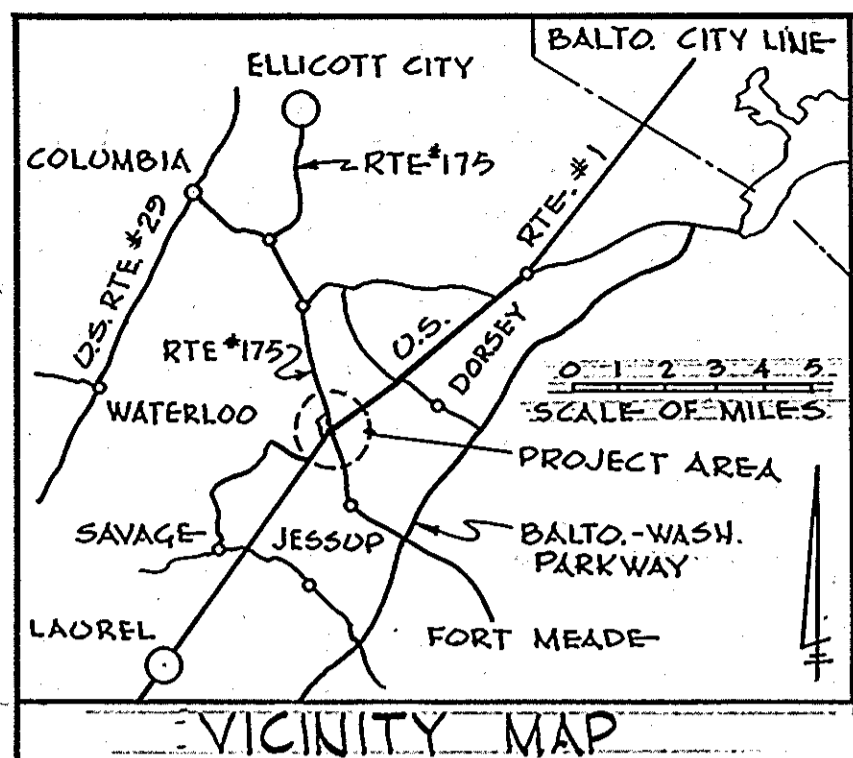 BALTO. CITY LINE
ELLICOTT CITY
COLUMBIA
RTE #175
U.S. RTE. #29
RTE. #1
U.S.
RTE #175
DORSEY
0 1 2 3 4 5
SCALE OF MILES
WATERLOO
PROJECT AREA
SAVAGE
JESSUP
BALTO.-WASH.
PARKWAY
LAUREL
FORT MEADE
VICINITY MAP